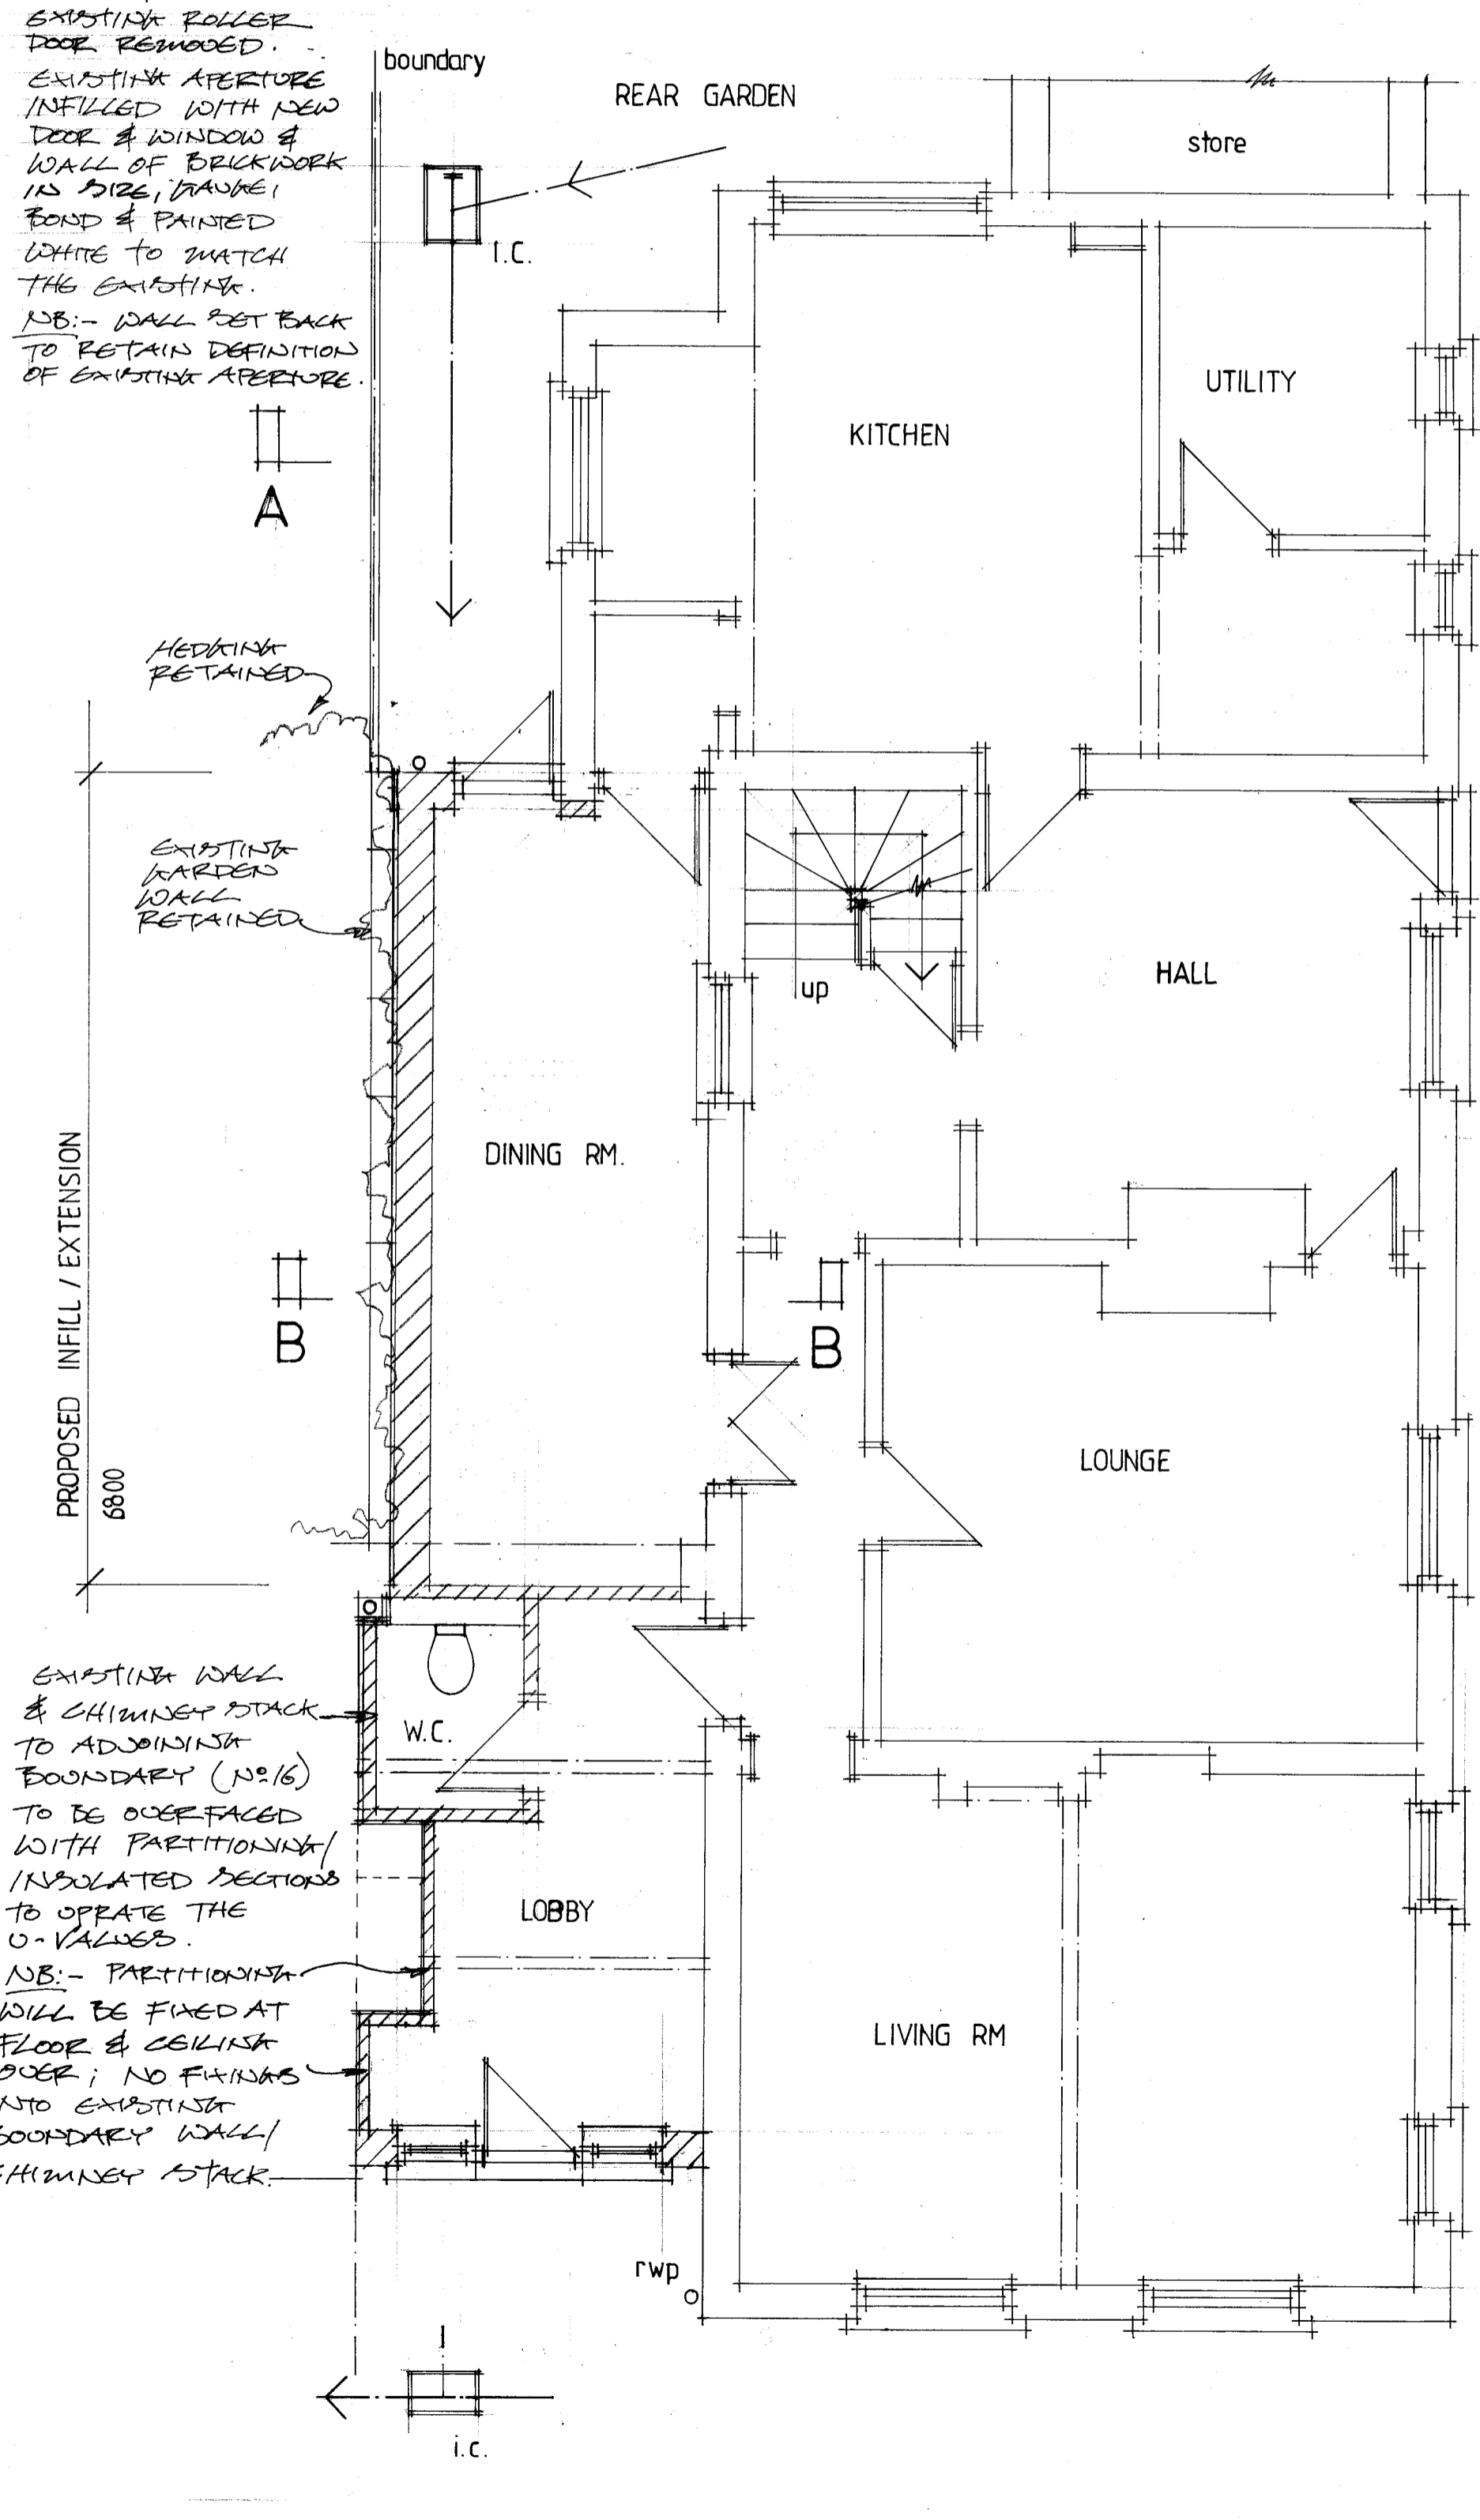 EXISTING ROLLER
DOOR REMOVED.
EXISTING APERTURE
INFILLED WITH NEW
DOOR & WINDOW &
WALL OF BRICKWORK
IN SIZE, GAUGE,
BOND & PAINTED
WHITE TO MATCH
THE EXISTING.
NB:- WALL SET BACK
TO RETAIN DEFINITION
OF EXISTING APERTURE.
boundary
REAR GARDEN
store
I.C.
UTILITY
KITCHEN
A
HEDGING
RETAINED
EXISTING
GARDEN
WALL
RETAINED
up
HALL
DINING RM.
PROPOSED INFILL / EXTENSION
6800
B
B
LOUNGE
EXISTING WALL
& CHIMNEY STACK
TO ADJOINING
BOUNDARY (No 16)
TO BE OVERFACED
WITH PARTITIONING/
INSULATED SECTIONS
TO OPRATE THE
U-VALUES.
NB:- PARTITIONING
WILL BE FIXED AT
FLOOR & CEILING
OVER; NO FIXINGS
NTO EXISTING
BOUNDARY WALL/
CHIMNEY STACK.
W.C.
LOBBY
LIVING RM
rwp
i.c.